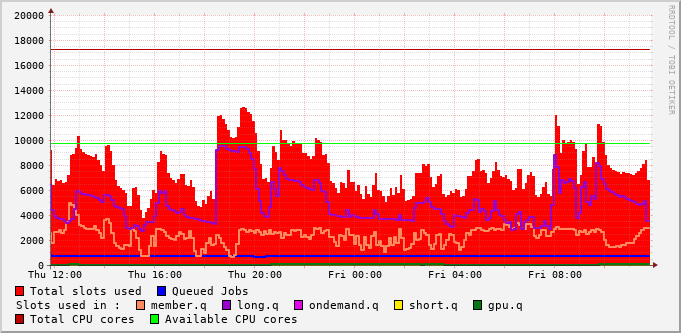 RRDTOOL / TOBI OETIKER
20000
18000
16000
14000
12000
10000
8000
6000
4000
2000
0
Thu 12:00 Thu 16:00 Thu 20:00 Fri 00:00 Fri 04:00 Fri 08:00
Total slots used Queued Jobs
Slots used in : member.q long.q ondemand.q short.q gpu.q
Total CPU cores Available CPU cores